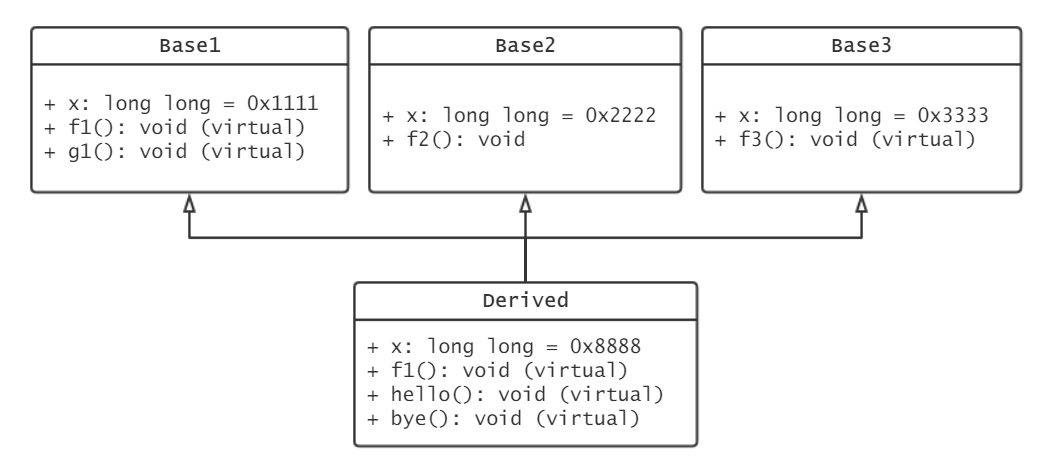 Base1
+ x: long long = 0x1111
+ f1(): void (virtual)
+ g1(): void (virtual)
Base2
+ x: long long = 0x2222
+ f2(): void
Base3
+ x: long long = 0x3333
+ f3(): void (virtual)
Derived
+ x: long long = 0x8888
+ f1(): void (virtual)
+ hello(): void (virtual)
+ bye(): void (virtual)